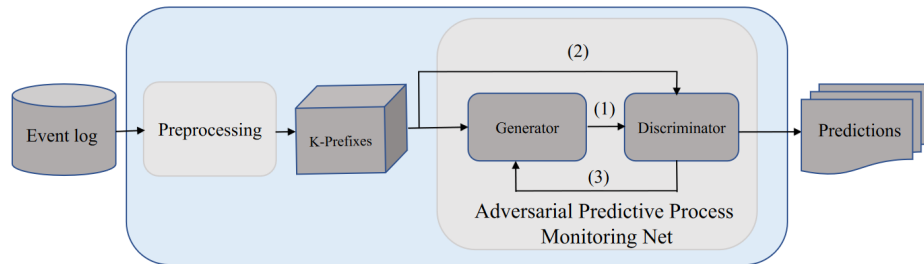 Event log
Preprocessing
K-Prefixes
(2)
Generator
(1)
Discriminator
(3)
Adversarial Predictive Process
Monitoring Net
Predictions